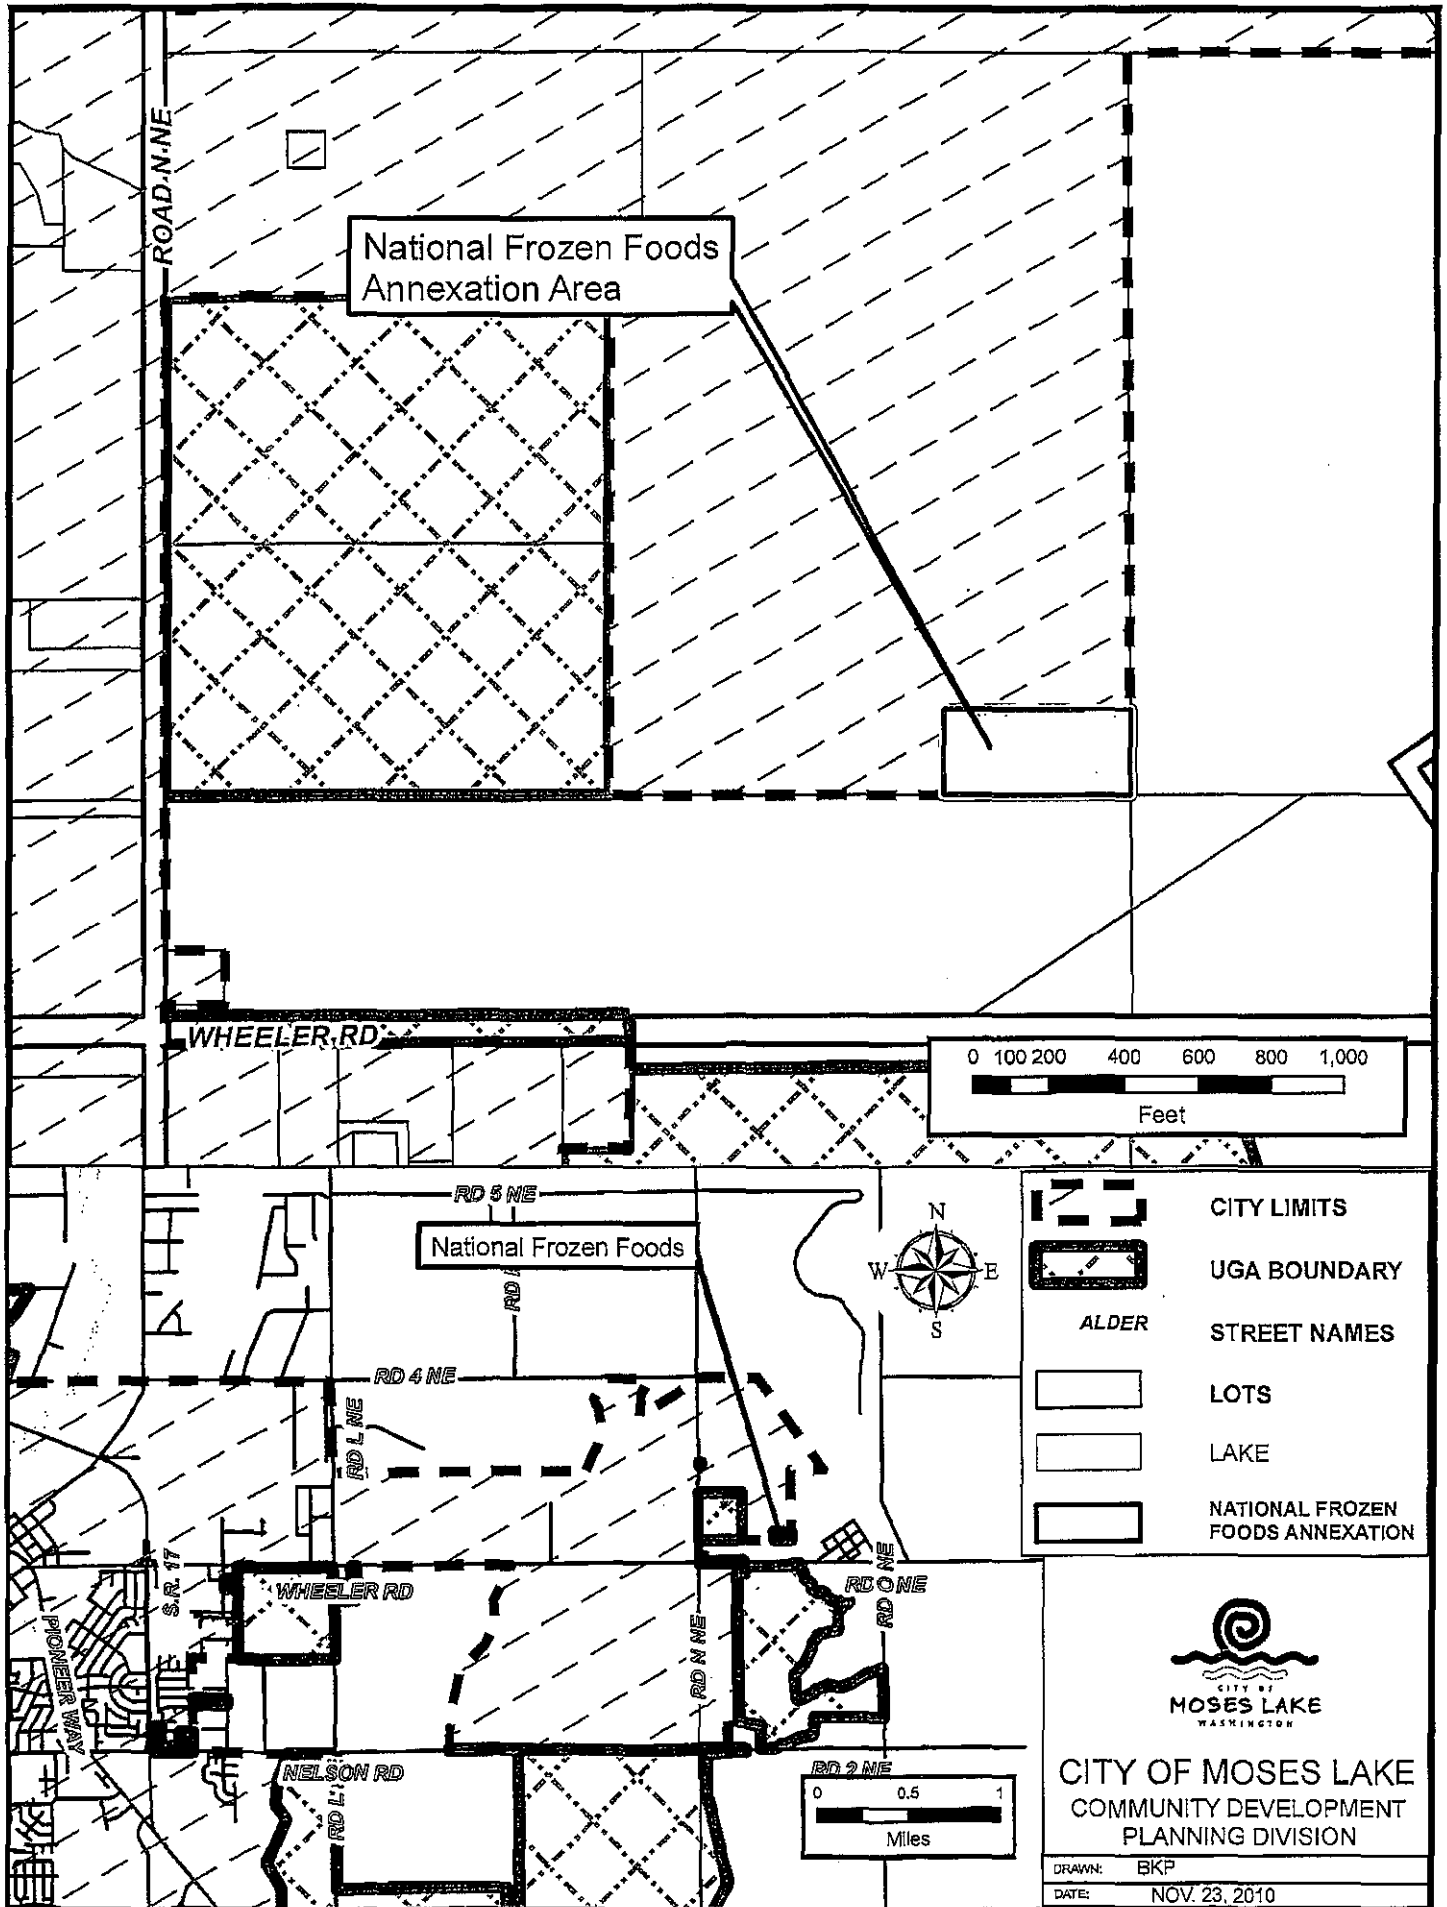 ROAD N NE
National Frozen Foods
Annexation Area
WHEELER RD
0 100 200 400 600 800 1,000
Feet
RD 5 NE
National Frozen Foods
RD 4 NE
RD L NE
S.R. 17
PIONEER WAY
WHEELER RD
RD N NE
RD O NE
RD O NE
NELSON RD
RD L
RD 2 NE
0 0.5 1
Miles
N
W E
S
CITY LIMITS
UGA BOUNDARY
ALDER STREET NAMES
LOTS
LAKE
NATIONAL FROZEN
FOODS ANNEXATION
CITY OF
MOSES LAKE
WASHINGTON
CITY OF MOSES LAKE
COMMUNITY DEVELOPMENT
PLANNING DIVISION
DRAWN: BKP
DATE: NOV. 23, 2010